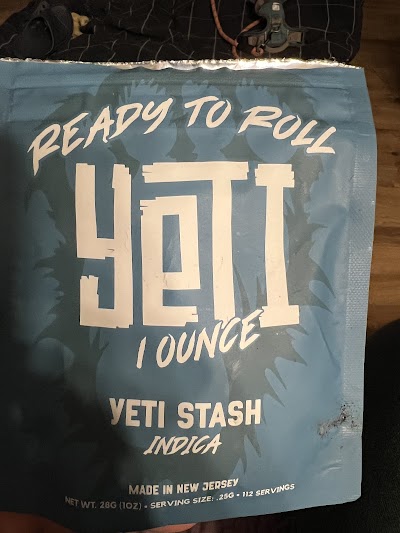 READY TO ROLL
YETI
1 OUNCE
YETI STASH
INDICA
MADE IN NEW JERSEY
NET WT. 28G (1OZ) • SERVING SIZE: .25G • 112 SERVINGS